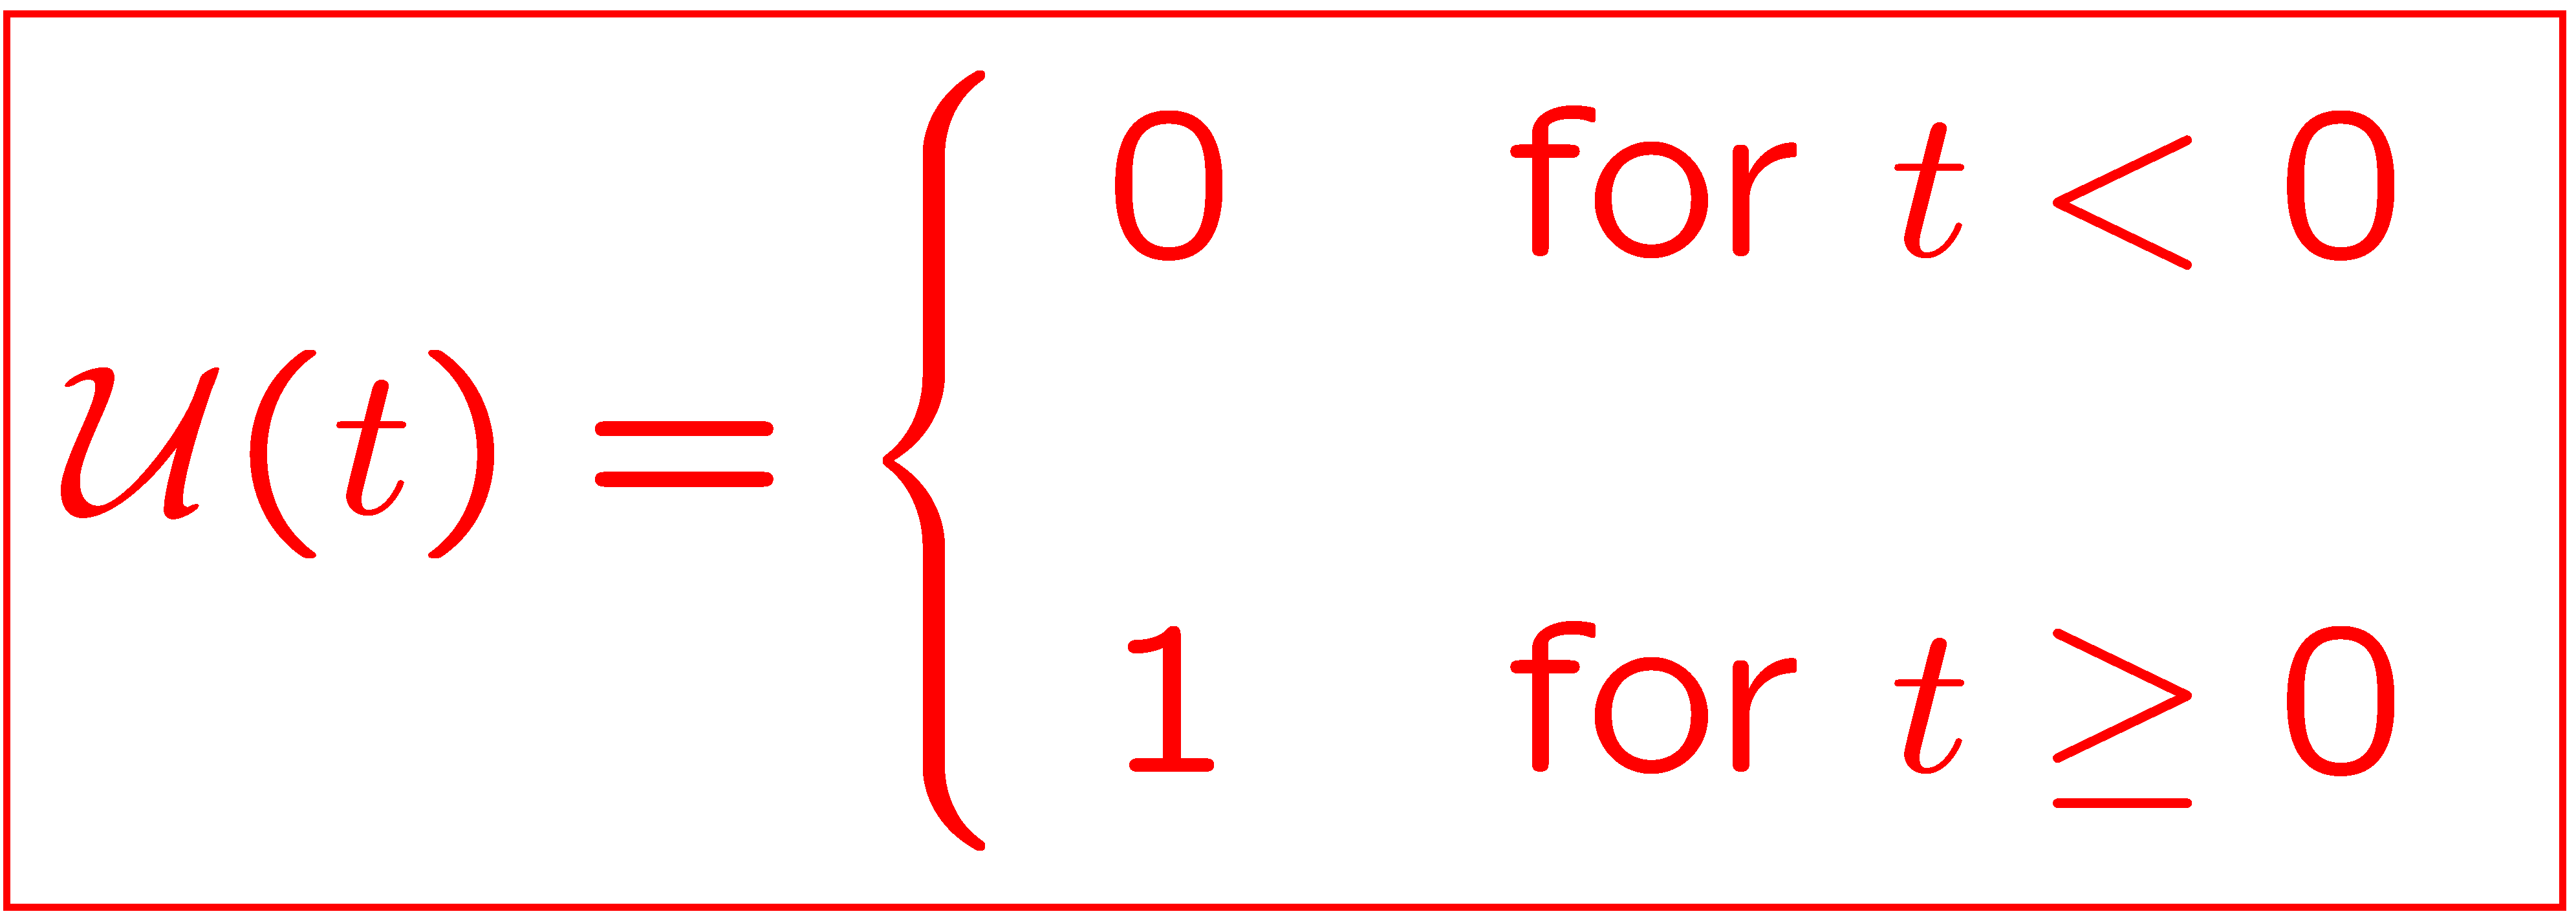 0 for t < 0
𝒰(t) = {
1 for t ≥ 0